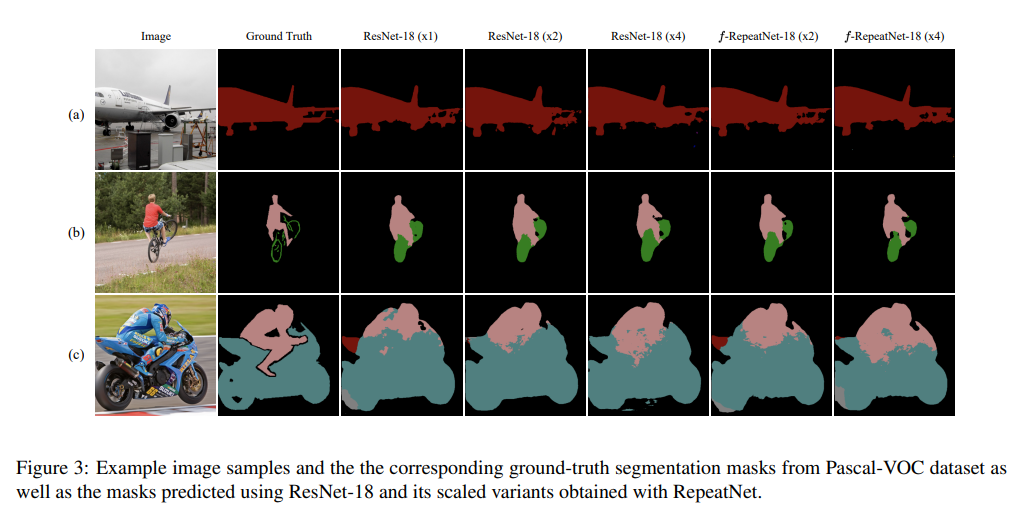 Image Ground Truth ResNet-18 (x1) ResNet-18 (x2) ResNet-18 (x4) f-RepeatNet-18 (x2) f-RepeatNet-18 (x4)
(a)
(b)
(c)
Figure 3: Example image samples and the the corresponding ground-truth segmentation masks from Pascal-VOC dataset as
well as the masks predicted using ResNet-18 and its scaled variants obtained with RepeatNet.